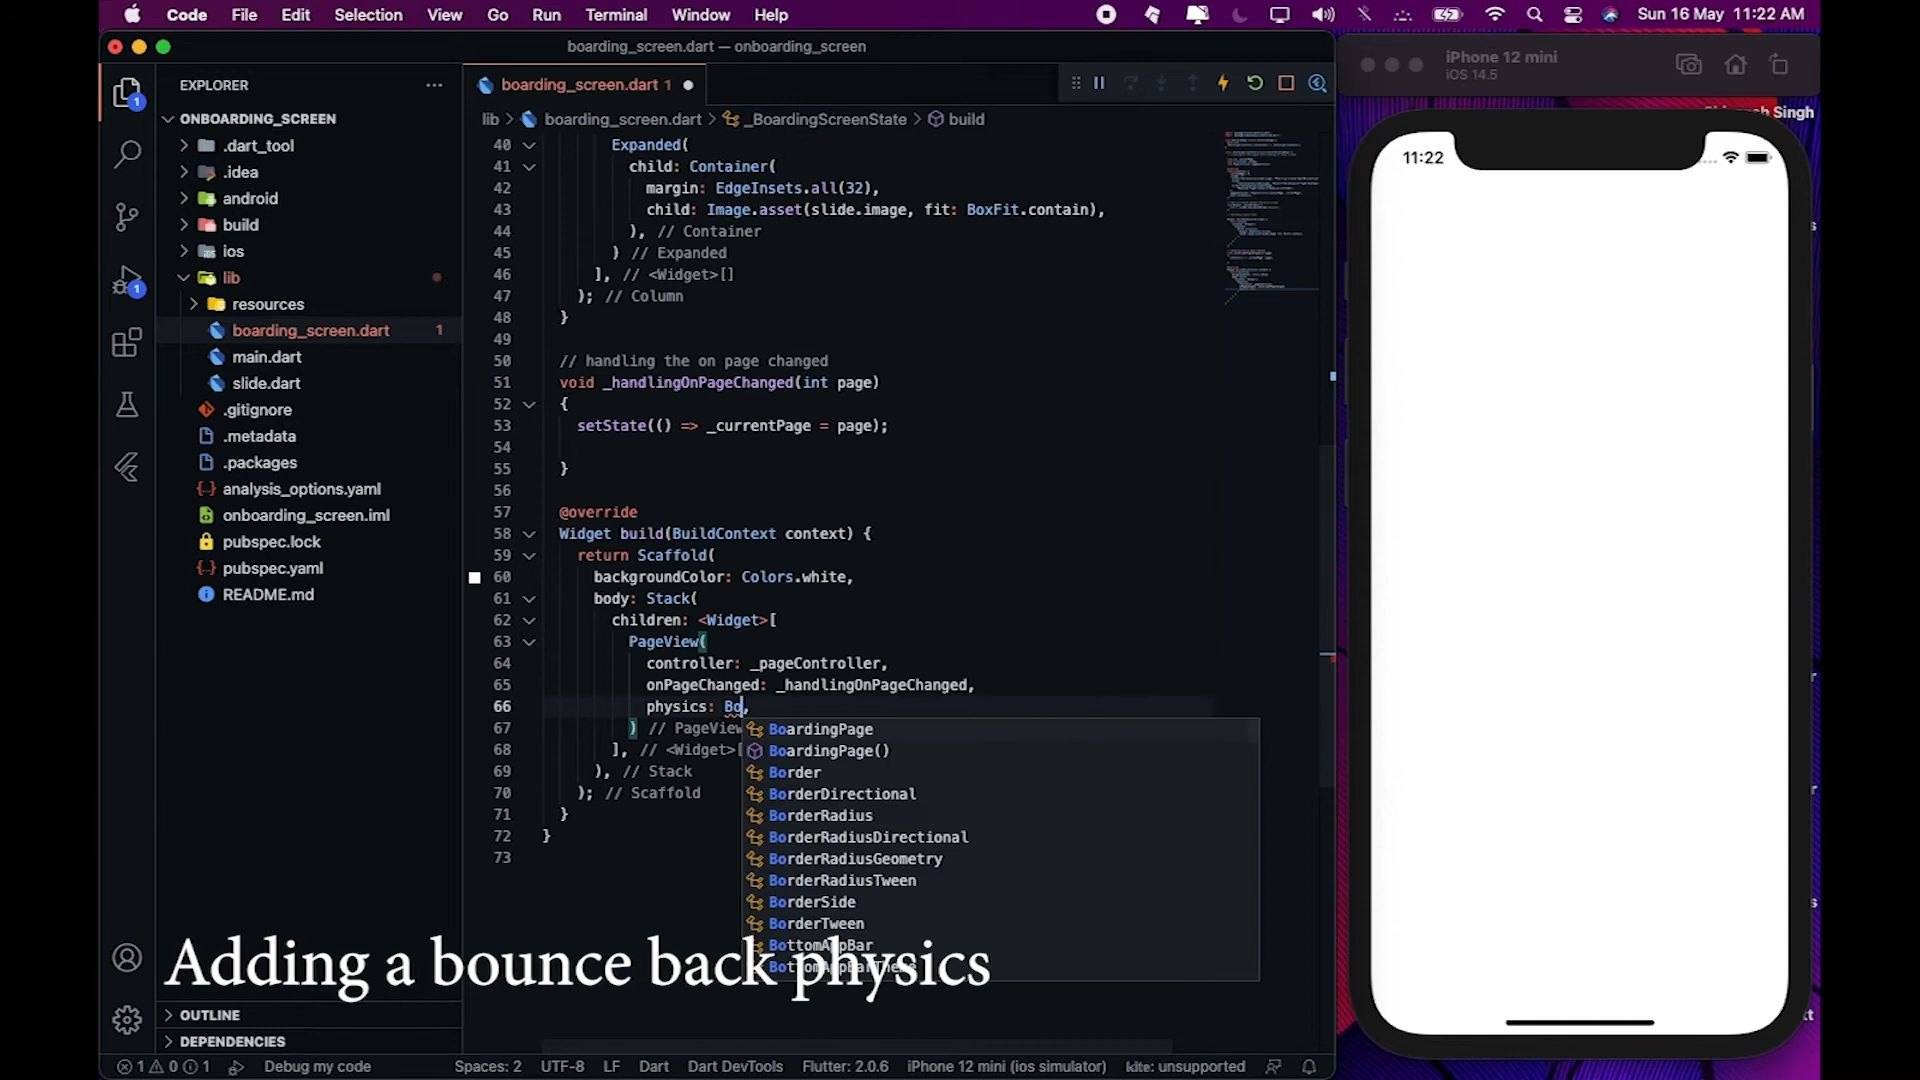 Code File Edit Selection View Go Run Terminal Window Help
Sun 16 May 11:22 AM
boarding_screen.dart — onboarding_screen
EXPLORER
ONBOARDING_SCREEN
.dart_tool
.idea
android
build
ios
lib
resources
boarding_screen.dart 1
main.dart
slide.dart
.gitignore
.metadata
.packages
analysis_options.yaml
onboarding_screen.iml
pubspec.lock
pubspec.yaml
README.md
OUTLINE
DEPENDENCIES
1
1
boarding_screen.dart 1
lib > boarding_screen.dart > _BoardingScreenState > build
40 Expanded(
41 child: Container(
42 margin: EdgeInsets.all(32),
43 child: Image.asset(slide.image, fit: BoxFit.contain),
44 ), // Container
45 ) // Expanded
46 ], // <Widget>[]
47 ); // Column
48 }
49
50 // handling the on page changed
51 void _handlingOnPageChanged(int page)
52 {
53 setState(() => _currentPage = page);
54
55 }
56
57 @override
58 Widget build(BuildContext context) {
59 return Scaffold(
60 backgroundColor: Colors.white,
61 body: Stack(
62 children: <Widget>[
63 PageView(
64 controller: _pageController,
65 onPageChanged: _handlingOnPageChanged,
66 physics: Bo,
67 ) // PageView
68 ], // <Widget>[
69 ), // Stack
70 ); // Scaffold
71 }
72 }
73
BoardingPage
BoardingPage()
Border
BorderDirectional
BorderRadius
BorderRadiusDirectional
BorderRadiusGeometry
BorderRadiusTween
BorderSide
BorderTween
BottomAppBar
Adding a bounce back physics
1 0 1 Debug my code Spaces: 2 UTF-8 LF Dart Dart DevTools Flutter: 2.0.6 iPhone 12 mini (ios simulator) kite: unsupported
iPhone 12 mini
iOS 14.5
Singh
11:22